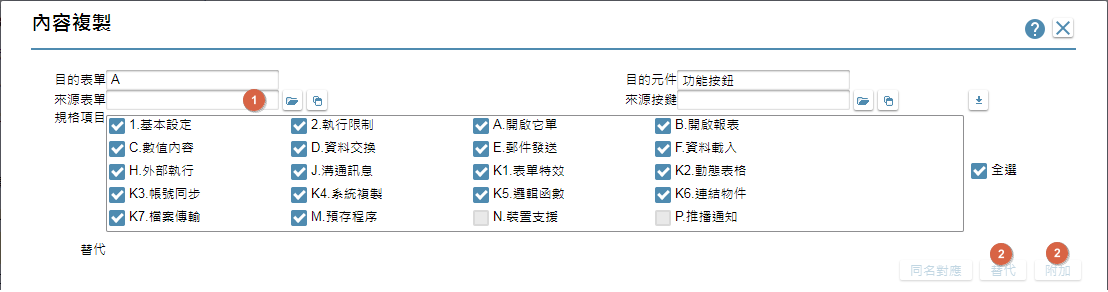 內容複製
?
目的表單 A 目的元件 功能按鈕
來源表單 1 來源按鍵
規格項目
1.基本設定 2.執行限制 A.開啟它單 B.開啟報表
C.數值內容 D.資料交換 E.郵件發送 F.資料載入
H.外部執行 J.溝通訊息 K1.表單特效 K2.動態表格 全選
K3.帳號同步 K4.系統複製 K5.邏輯函數 K6.連結物件
K7.檔案傳輸 M.預存程序 N.裝置支援 P.推播通知
替代
2 2
同名對應 替代 附加